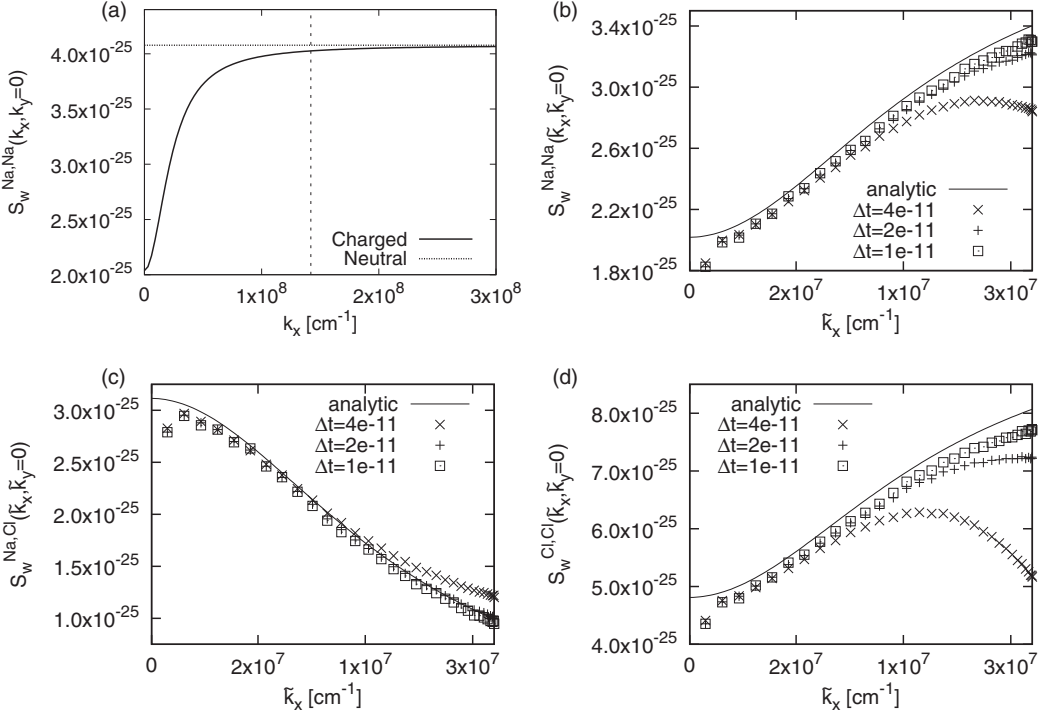 (a)
S_w^{Na,Na}(k_x,k_y=0)
4.0x10^{-25}
3.5x10^{-25}
3.0x10^{-25}
2.5x10^{-25}
2.0x10^{-25}
Charged
Neutral
0 1x10^8 2x10^8 3x10^8
k_x [cm^{-1}]
(b)
S_w^{Na,Na}(k̃_x,k̃_y=0)
3.4x10^{-25}
3.0x10^{-25}
2.6x10^{-25}
2.2x10^{-25}
1.8x10^{-25}
analytic
Δt=4e-11
Δt=2e-11
Δt=1e-11
0 2x10^7 1x10^7 3x10^7
k̃_x [cm^{-1}]
(c)
S_w^{Na,Cl}(k̃_x,k̃_y=0)
3.0x10^{-25}
2.5x10^{-25}
2.0x10^{-25}
1.5x10^{-25}
1.0x10^{-25}
analytic
Δt=4e-11
Δt=2e-11
Δt=1e-11
0 2x10^7 1x10^7 3x10^7
k̃_x [cm^{-1}]
(d)
S_w^{Cl,Cl}(k̃_x,k̃_y=0)
8.0x10^{-25}
7.0x10^{-25}
6.0x10^{-25}
5.0x10^{-25}
4.0x10^{-25}
analytic
Δt=4e-11
Δt=2e-11
Δt=1e-11
0 2x10^7 1x10^7 3x10^7
k̃_x [cm^{-1}]